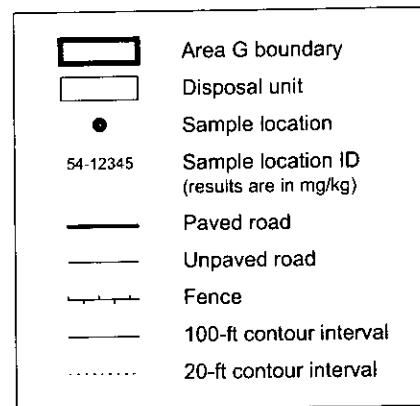 Area G boundary
Disposal unit
Sample location
54-12345 Sample location ID
(results are in mg/kg)
Paved road
Unpaved road
Fence
100-ft contour interval
20-ft contour interval